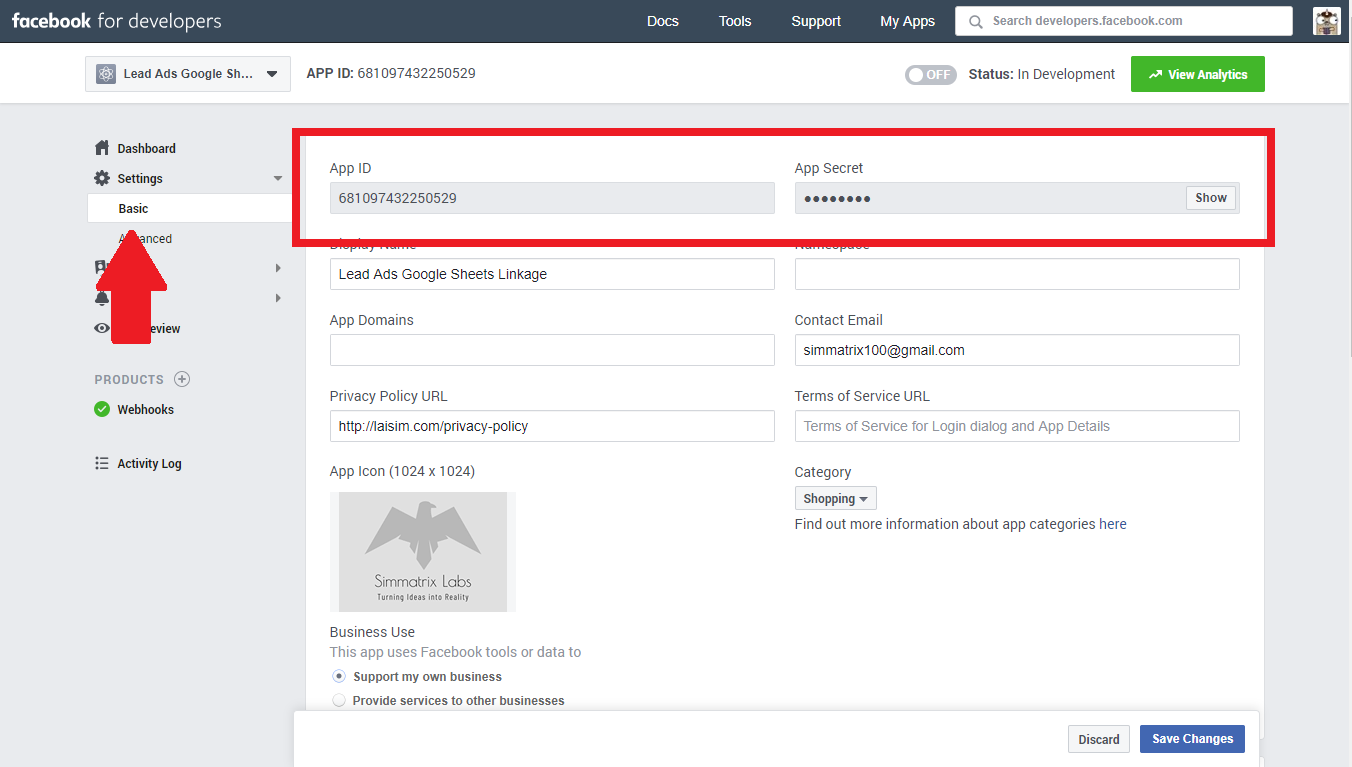 facebook for developers
Docs
Tools
Support
My Apps
Search developers.facebook.com
Lead Ads Google Sh...
APP ID: 681097432250529
OFF
Status: In Development
View Analytics
Dashboard
Settings
Basic
Advanced
PRODUCTS
Webhooks
Activity Log
App ID
App Secret
681097432250529
●●●●●●●●
Show
Display Name
Namespace
Lead Ads Google Sheets Linkage
App Domains
Contact Email
simmatrix100@gmail.com
Privacy Policy URL
Terms of Service URL
http://laisim.com/privacy-policy
Terms of Service for Login dialog and App Details
App Icon (1024 x 1024)
Category
Shopping
Find out more information about app categories here
Simmatrix Labs
Turning Ideas into Reality
Business Use
This app uses Facebook tools or data to
Support my own business
Provide services to other businesses
Discard
Save Changes